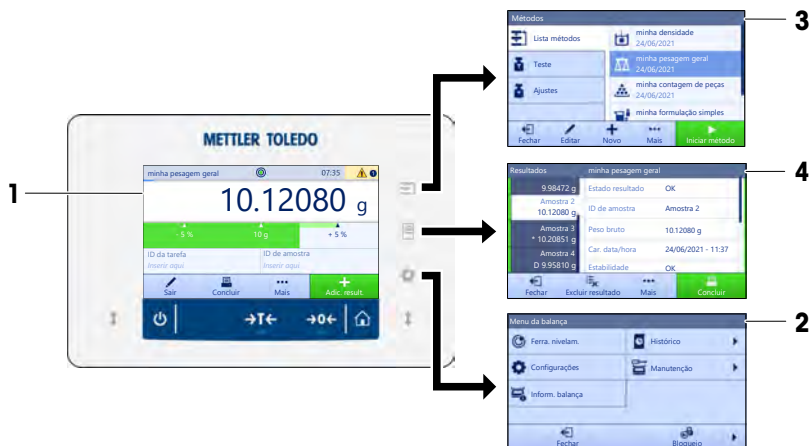 1
METTLER TOLEDO
minha pesagem geral
07:35
10.12080 g
- 5 %
10 g
+ 5 %
ID da tarefa
Inserir aqui
ID de amostra
Inserir aqui
Sair
Concluir
Mais
Adic. result.
→T←
→0←
3
Métodos
Lista métodos
Teste
Ajustes
minha densidade
24/06/2021
minha pesagem geral
24/06/2021
minha contagem de peças
24/06/2021
minha formulação simples
Fechar
Editar
Novo
Mais
Iniciar método
4
Resultados
minha pesagem geral
9.98472 g
Amostra 2
10.12080 g
Amostra 3
* 10.20851 g
Amostra 4
D 9.95810 g
Estado resultado OK
ID de amostra Amostra 2
Peso bruto 10.12080 g
Car. data/hora 24/06/2021 - 11:37
Estabilidade OK
Fechar
Excluir resultado
Mais
Concluir
2
Menu da balança
Ferra. nivelam.
Histórico
Configurações
Manutenção
Inform. balança
Fechar
Bloqueio